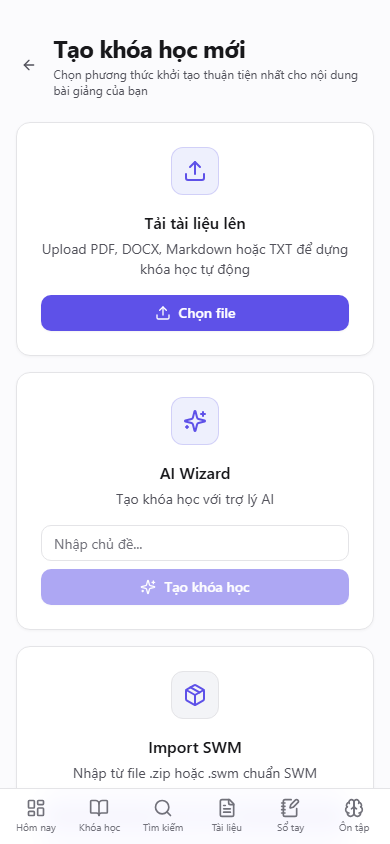 Tạo khóa học mới
Chọn phương thức khởi tạo thuận tiện nhất cho nội dung
bài giảng của bạn
Tải tài liệu lên
Upload PDF, DOCX, Markdown hoặc TXT để dựng
khóa học tự động
Chọn file
AI Wizard
Tạo khóa học với trợ lý AI
Nhập chủ đề...
Tạo khóa học
Import SWM
Nhập từ file .zip hoặc .swm chuẩn SWM
Hôm nay
Khóa học
Tìm kiếm
Tài liệu
Sổ tay
Ôn tập